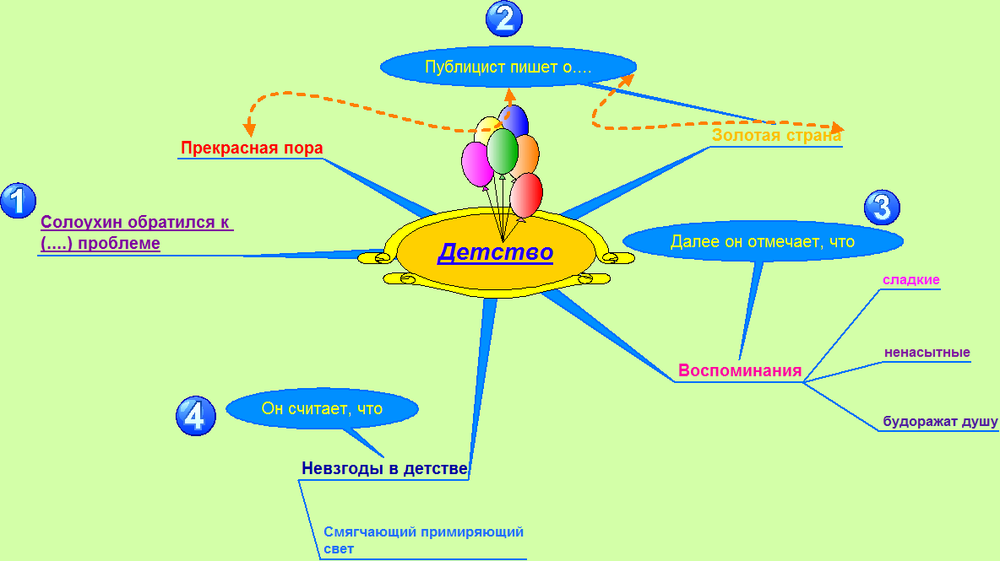 2
Публицист пишет о....
Прекрасная пора
Золотая страна
1
Солоухин обратился к
(....) проблеме
Детство
3
Далее он отмечает, что
сладкие
ненасытные
Воспоминания
будоражат душу
4
Он считает, что
Невзгоды в детстве
Смягчающий примиряющий
свет